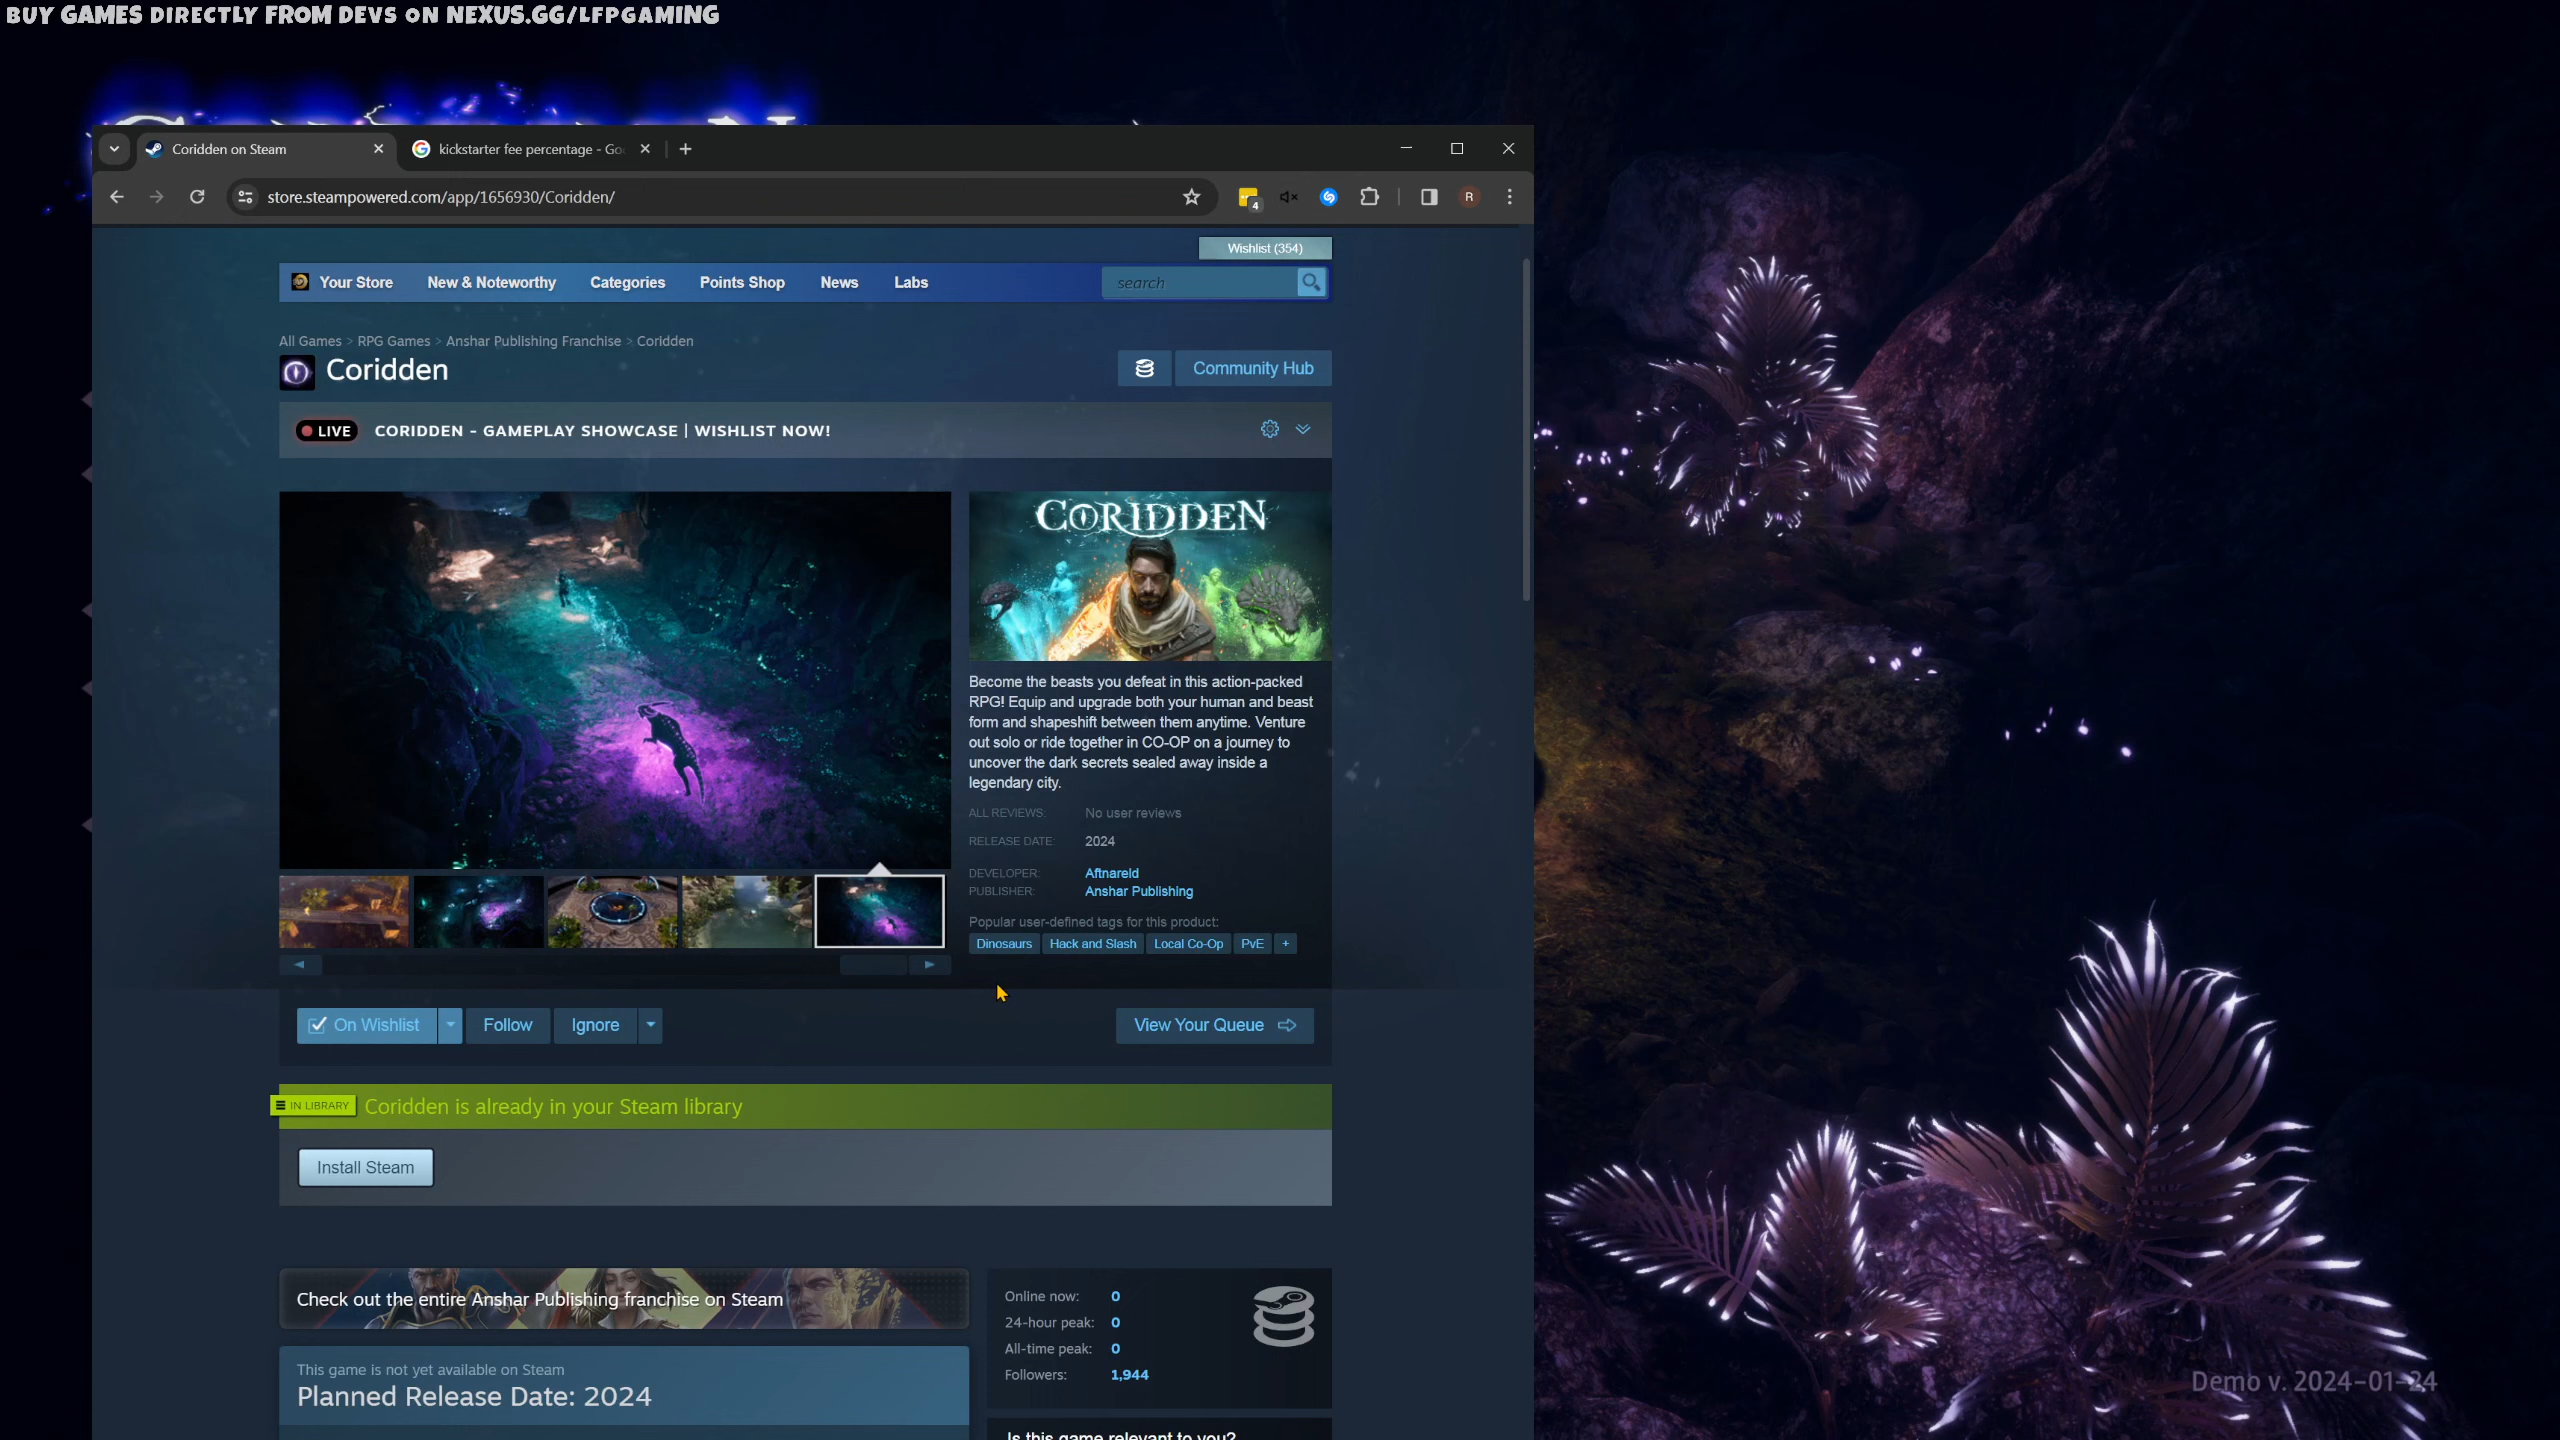 BUY GAMES DIRECTLY FROM DEVS ON NEXUS.GG/LFPGAMING
Coridden on Steam
kickstarter fee percentage - Go
store.steampowered.com/app/1656930/Coridden/
4
R
Wishlist (354)
Your Store
New & Noteworthy
Categories
Points Shop
News
Labs
search
All Games > RPG Games > Anshar Publishing Franchise > Coridden
Coridden
Community Hub
LIVE
CORIDDEN - GAMEPLAY SHOWCASE | WISHLIST NOW!
CORIDDEN
Become the beasts you defeat in this action-packed
RPG! Equip and upgrade both your human and beast
form and shapeshift between them anytime. Venture
out solo or ride together in CO-OP on a journey to
uncover the dark secrets sealed away inside a
legendary city.
ALL REVIEWS: No user reviews
RELEASE DATE: 2024
DEVELOPER: Aftnareld
PUBLISHER: Anshar Publishing
Popular user-defined tags for this product:
Dinosaurs Hack and Slash Local Co-Op PvE +
On Wishlist
Follow
Ignore
View Your Queue
IN LIBRARY
Coridden is already in your Steam library
Install Steam
Check out the entire Anshar Publishing franchise on Steam
Online now: 0
24-hour peak: 0
All-time peak: 0
Followers: 1,944
This game is not yet available on Steam
Planned Release Date: 2024
Is this game relevant to you?
Demo v. 2024-01-24